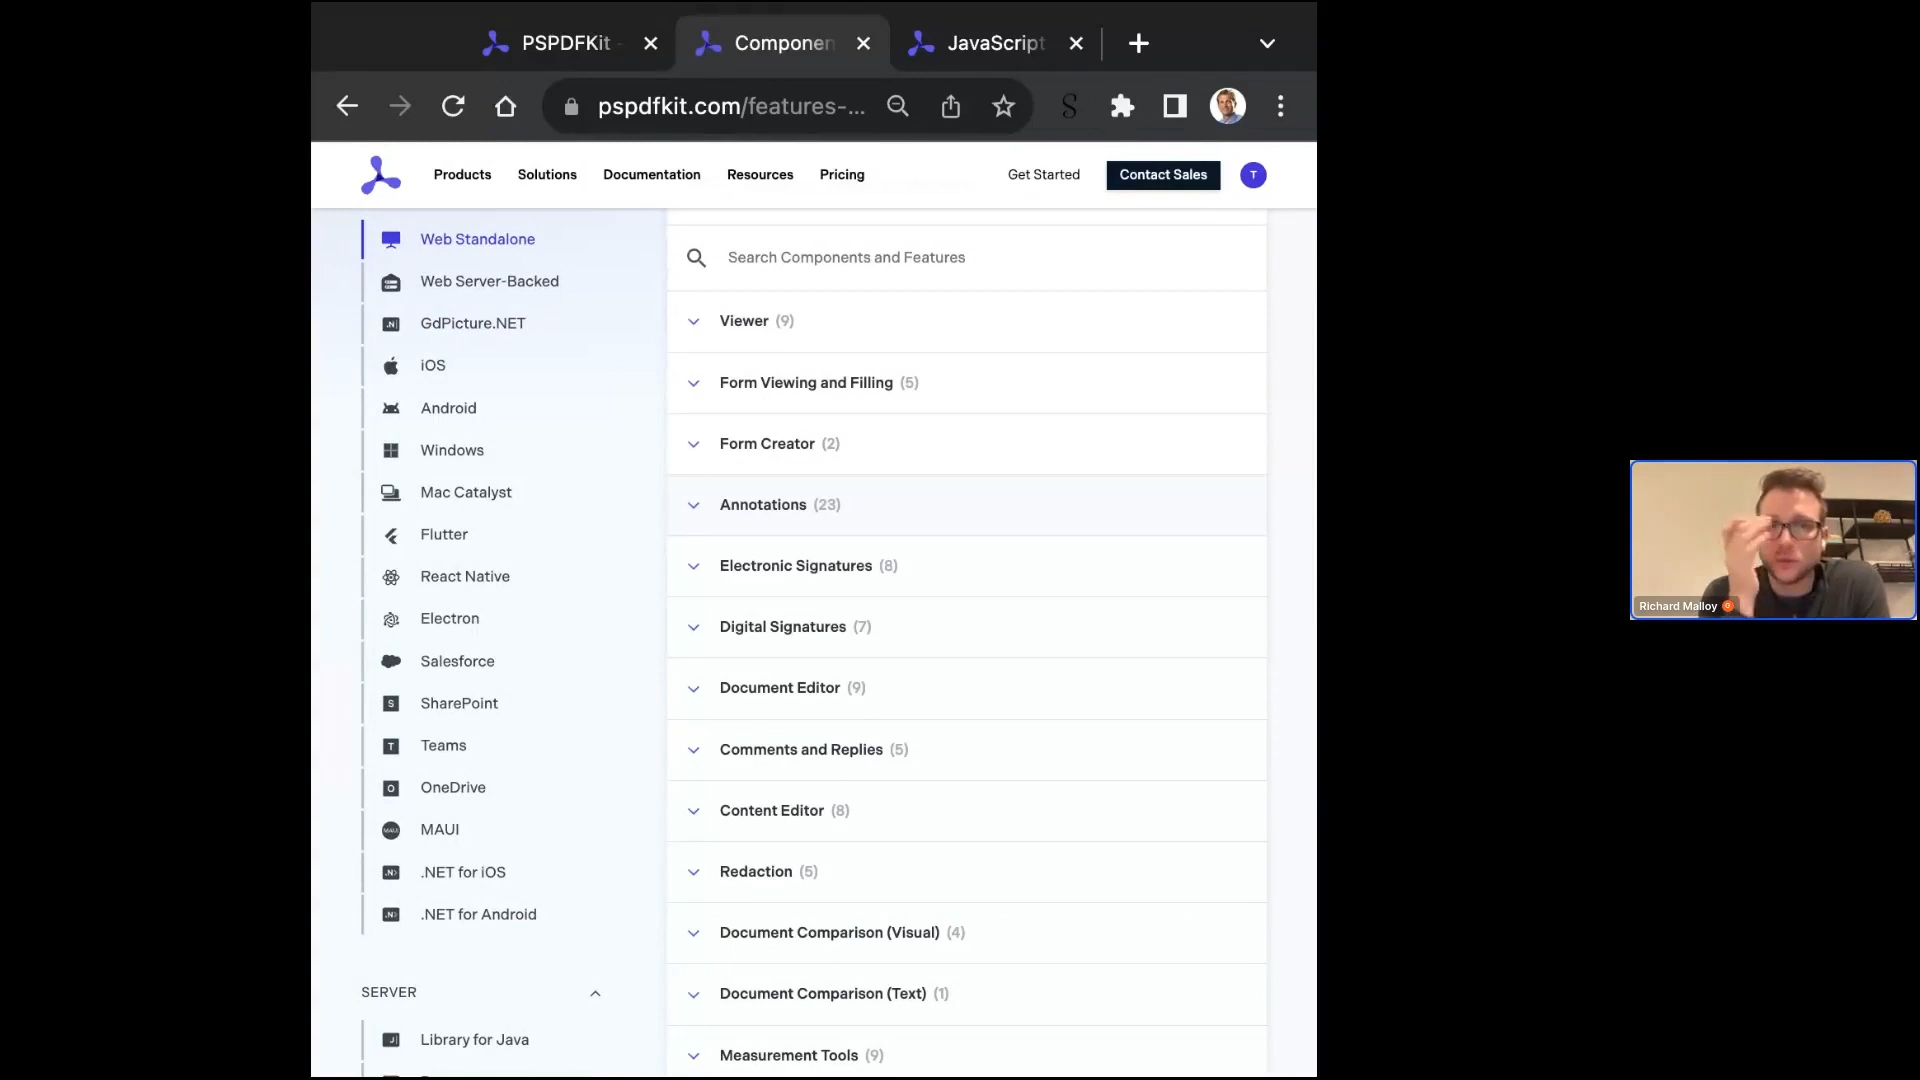 PSPDFKit -
Componen
JavaScript
pspdfkit.com/features-...
S
Products
Solutions
Documentation
Resources
Pricing
Get Started
Contact Sales
T
Web Standalone
Web Server-Backed
GdPicture.NET
iOS
Android
Windows
Mac Catalyst
Flutter
React Native
Electron
Salesforce
SharePoint
Teams
OneDrive
MAUI
.NET for iOS
.NET for Android
SERVER
Library for Java
Search Components and Features
Viewer (9)
Form Viewing and Filling (5)
Form Creator (2)
Annotations (23)
Electronic Signatures (8)
Digital Signatures (7)
Document Editor (9)
Comments and Replies (5)
Content Editor (8)
Redaction (5)
Document Comparison (Visual) (4)
Document Comparison (Text) (1)
Measurement Tools (9)
Richard Malloy